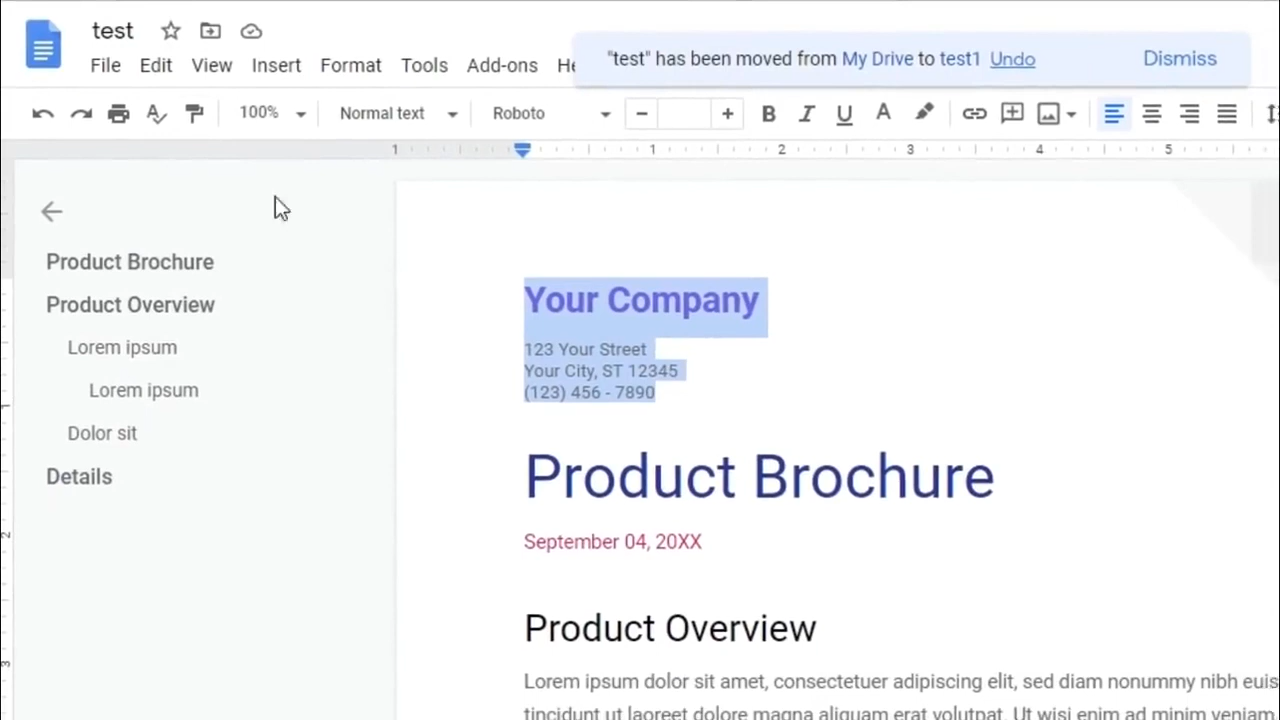 test
"test" has been moved from My Drive to test1 Undo Dismiss
File Edit View Insert Format Tools Add-ons He
100% Normal text Roboto − + B I U A
1 1 2 3 4 5
Product Brochure
Product Overview
Lorem ipsum
Lorem ipsum
Dolor sit
Details
1
2
3
Your Company
123 Your Street
Your City, ST 12345
(123) 456 - 7890
Product Brochure
September 04, 20XX
Product Overview
Lorem ipsum dolor sit amet, consectetuer adipiscing elit, sed diam nonummy nibh euis
tincidunt ut laoreet dolore magna aliquam erat volutpat. Ut wisi enim ad minim veniam